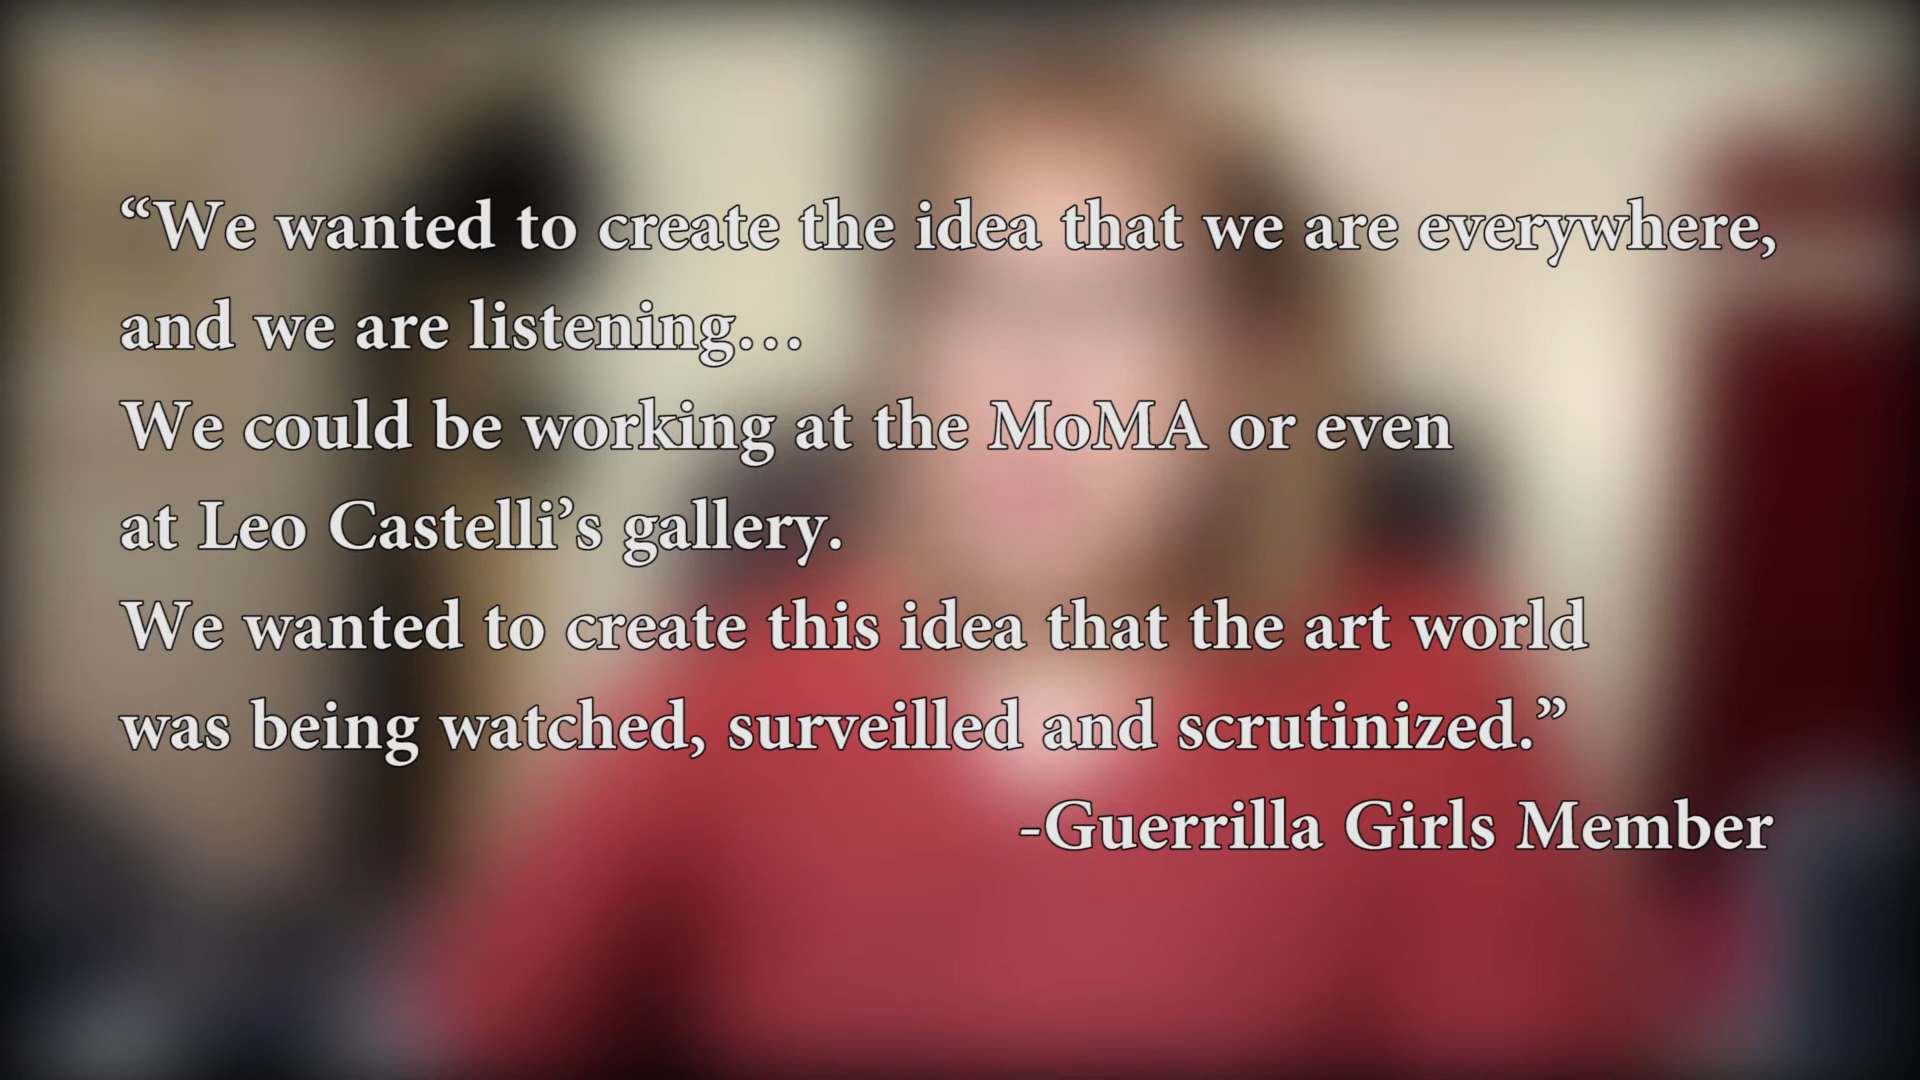 “We wanted to create the idea that we are everywhere,
and we are listening…
We could be working at the MoMA or even
at Leo Castelli’s gallery.
We wanted to create this idea that the art world
was being watched, surveilled and scrutinized.”
-Guerrilla Girls Member